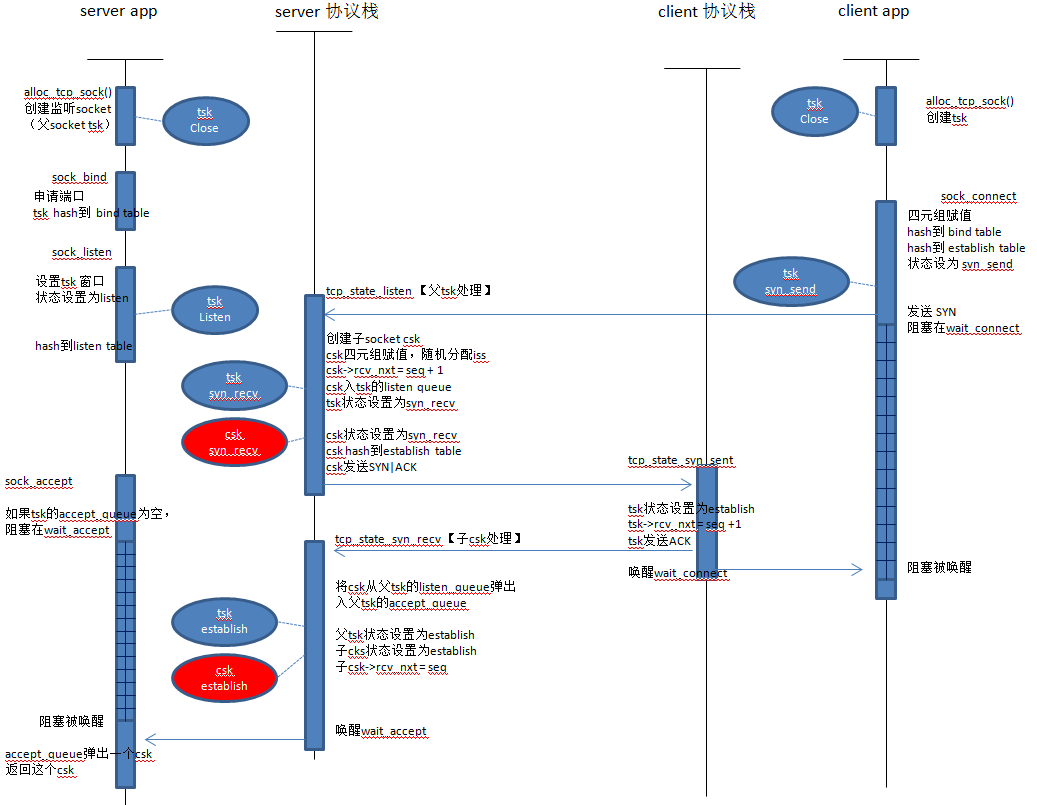 server app
server 协议栈
client 协议栈
client app
alloc_tcp_sock()
创建监听socket
（父socket tsk）
tsk
Close
tsk
Close
alloc_tcp_sock()
创建tsk
sock_bind
申请端口
tsk hash到 bind table
sock_connect
四元组赋值
hash到 bind table
hash到 establish table
状态设为 syn_send
tsk
syn_send
sock_listen
设置tsk 窗口
状态设置为listen
hash到listen table
tsk
Listen
tcp_state_listen【父tsk处理】
发送 SYN
阻塞在wait_connect
创建子socket csk
csk四元组赋值，随机分配iss
csk->rcv_nxt = seq + 1
csk入tsk的listen queue
tsk状态设置为syn_recv
tsk
syn_recv
csk状态设置为syn_recv
csk hash到establish table
csk发送SYN|ACK
csk
syn_recv
tcp_state_syn_sent
tsk状态设置为establish
tsk->rcv_nxt = seq +1
tsk发送ACK
唤醒wait_connect
阻塞被唤醒
sock_accept
如果tsk的accept_queue为空，
阻塞在wait_accept
tcp_state_syn_recv【子csk处理】
将csk从父tsk的listen_queue弹出
入父tsk的accept_queue
父tsk状态设置为establish
子cks状态设置为establish
子csk->rcv_nxt = seq
tsk
establish
csk
establish
唤醒wait_accept
阻塞被唤醒
accept_queue弹出一个csk
返回这个csk